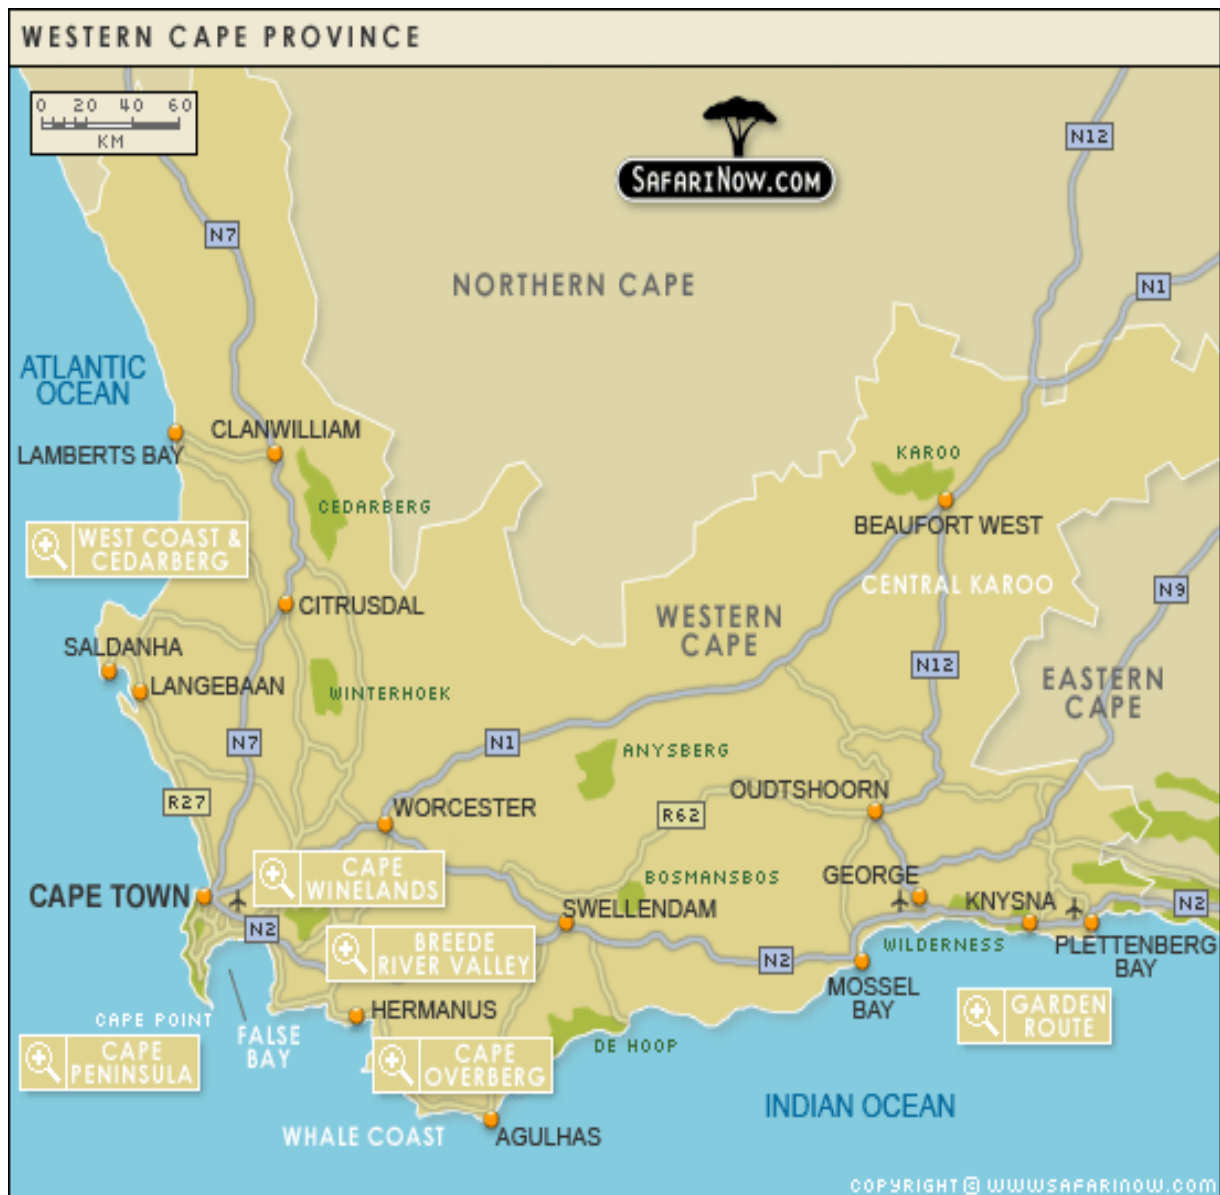 WESTERN CAPE PROVINCE
0 20 40 60
KM
SAFARINOW.COM
N12
N7
N1
NORTHERN CAPE
ATLANTIC
OCEAN
CLANWILLIAM
LAMBERTS BAY
KAROO
CEDARBERG
BEAUFORT WEST
WEST COAST &
CEDARBERG
CENTRAL KAROO
N9
CITRUSDAL
WESTERN
CAPE
SALDANHA
N12
LANGEBAAN
WINTERHOEK
EASTERN
CAPE
N7
N1
ANYSBERG
OUDTSHOORN
R27
WORCESTER
R62
CAPE
WINELANDS
BOSMANSBOS
GEORGE
CAPE TOWN
KNYSNA
N2
SWELLENDAM
N2
BREEDE
RIVER VALLEY
N2
WILDERNESS
PLETTENBERG
BAY
MOSSEL
BAY
HERMANUS
GARDEN
ROUTE
CAPE POINT
FALSE
BAY
DE HOOP
CAPE
PENINSULA
CAPE
OVERBERG
INDIAN OCEAN
WHALE COAST
AGULHAS
COPYRIGHT © WWW.SAFARINOW.COM